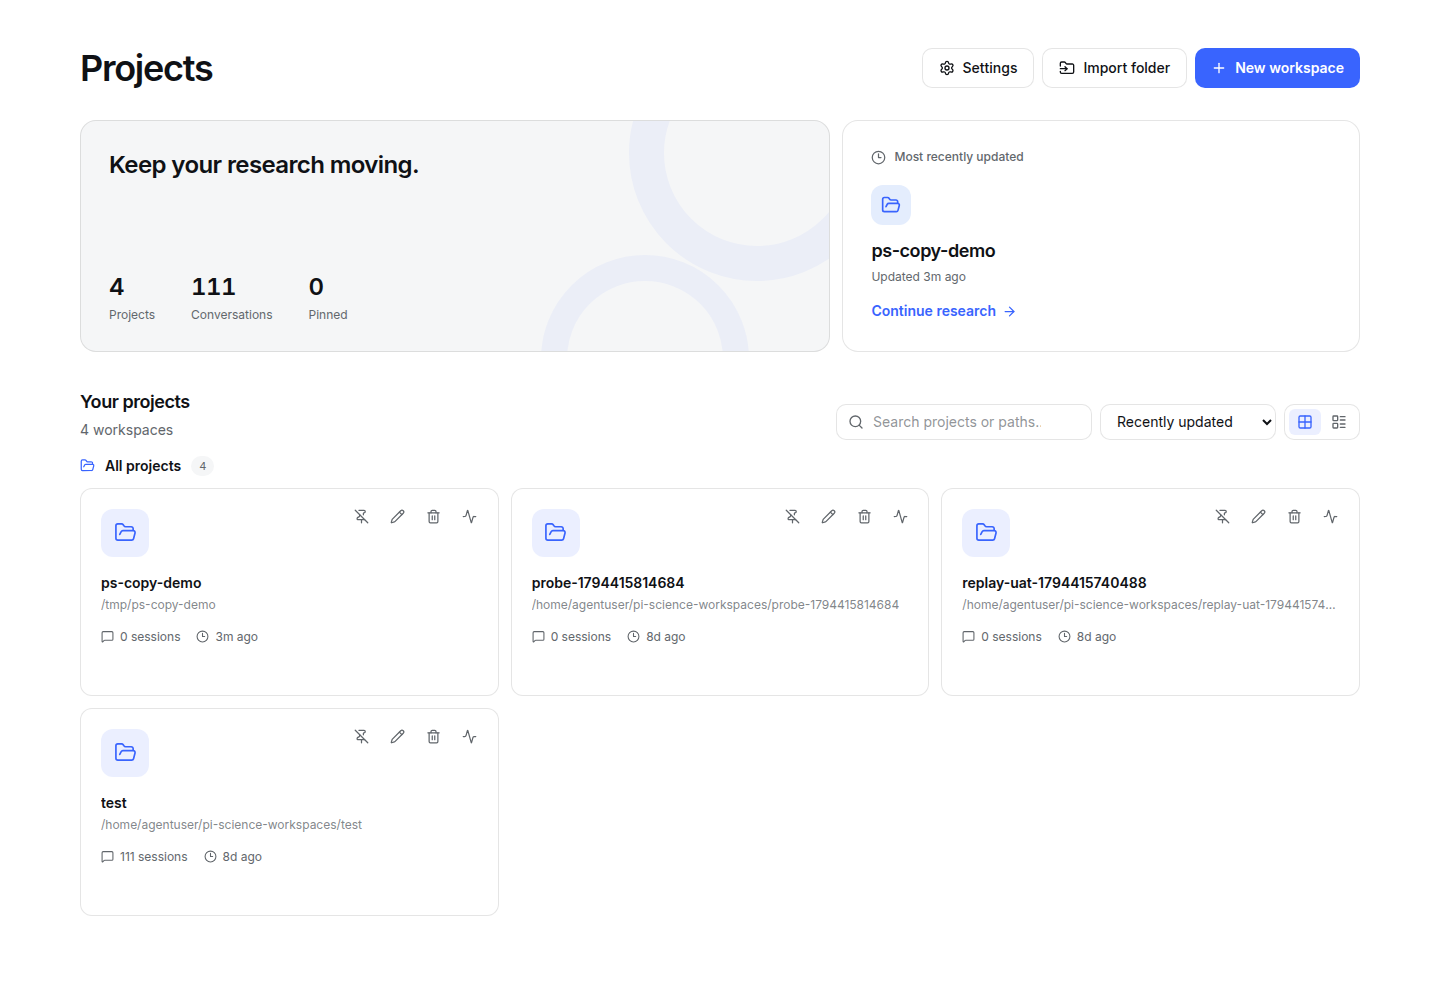 Projects
Settings
Import folder
New workspace
Keep your research moving.
4
Projects
111
Conversations
0
Pinned
Most recently updated
ps-copy-demo
Updated 3m ago
Continue research
Your projects
4 workspaces
Search projects or paths..
Recently updated
All projects 4
ps-copy-demo
/tmp/ps-copy-demo
0 sessions 3m ago
probe-1794415814684
/home/agentuser/pi-science-workspaces/probe-1794415814684
0 sessions 8d ago
replay-uat-1794415740488
/home/agentuser/pi-science-workspaces/replay-uat-179441574...
0 sessions 8d ago
test
/home/agentuser/pi-science-workspaces/test
111 sessions 8d ago